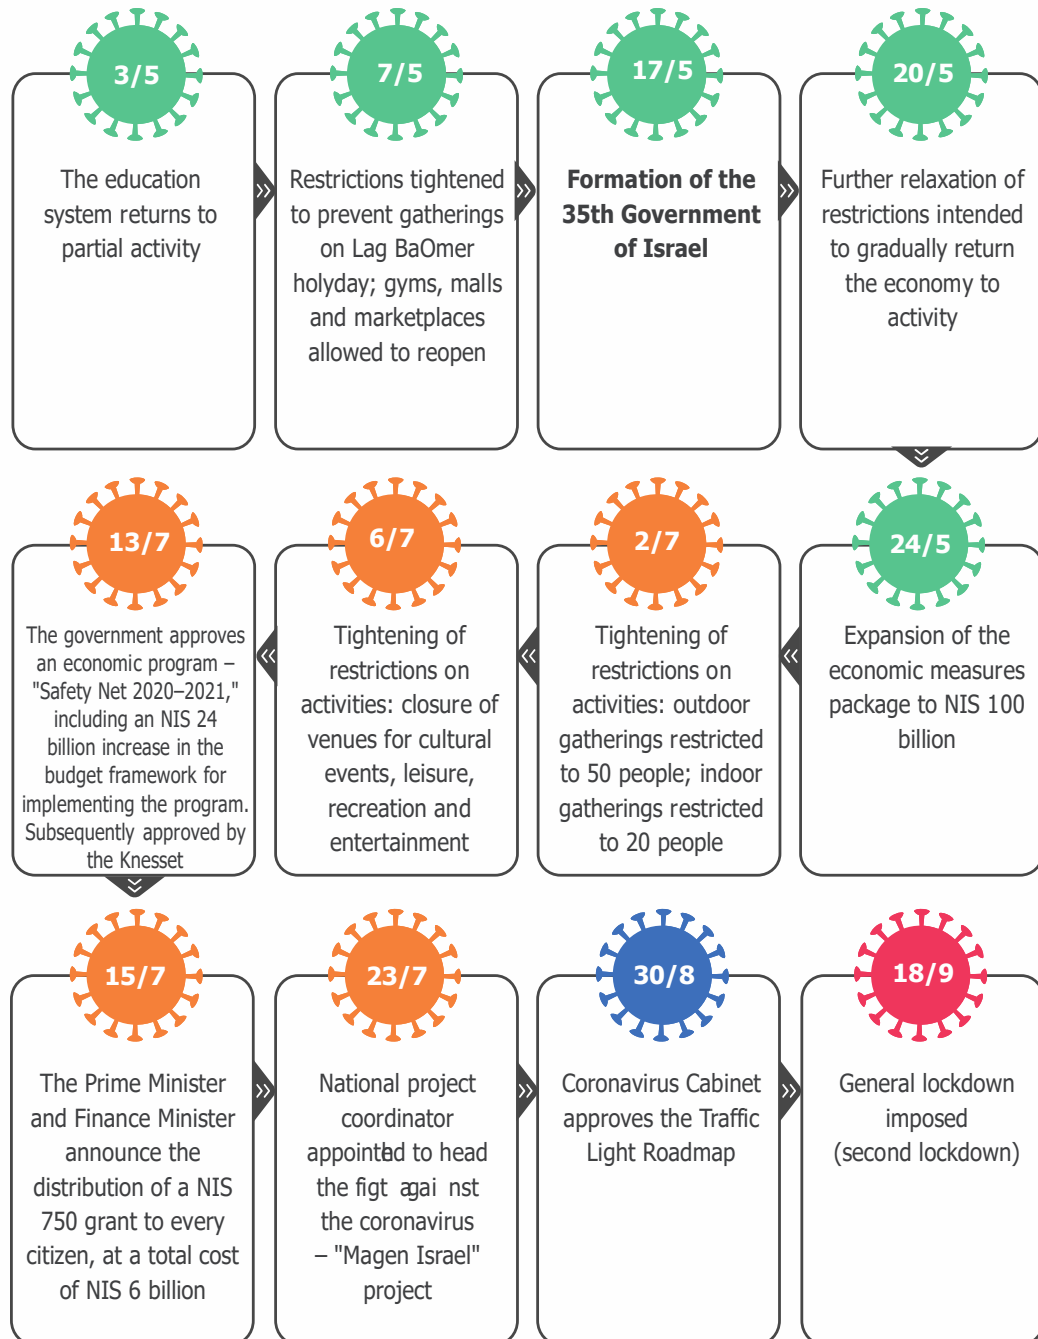 3/5
The education
system returns to
partial activity
7/5
Restrictions tightened
to prevent gatherings
on Lag BaOmer
holyday; gyms, malls
and marketplaces
allowed to reopen
17/5
Formation of the
35th Government
of Israel
20/5
Further relaxation of
restrictions intended
to gradually return
the economy to
activity
24/5
Expansion of the
economic measures
package to NIS 100
billion
2/7
Tightening of
restrictions on
activities: outdoor
gatherings restricted
to 50 people; indoor
gatherings restricted
to 20 people
6/7
Tightening of
restrictions on
activities: closure of
venues for cultural
events, leisure,
recreation and
entertainment
13/7
The government approves
an economic program –
"Safety Net 2020–2021,"
including an NIS 24
billion increase in the
budget framework for
implementing the program.
Subsequently approved by
the Knesset
15/7
The Prime Minister
and Finance Minister
announce the
distribution of a NIS
750 grant to every
citizen, at a total cost
of NIS 6 billion
23/7
National project
coordinator
appointed to head
the figt agai nst
the coronavirus
– "Magen Israel"
project
30/8
Coronavirus Cabinet
approves the Traffic
Light Roadmap
18/9
General lockdown
imposed
(second lockdown)